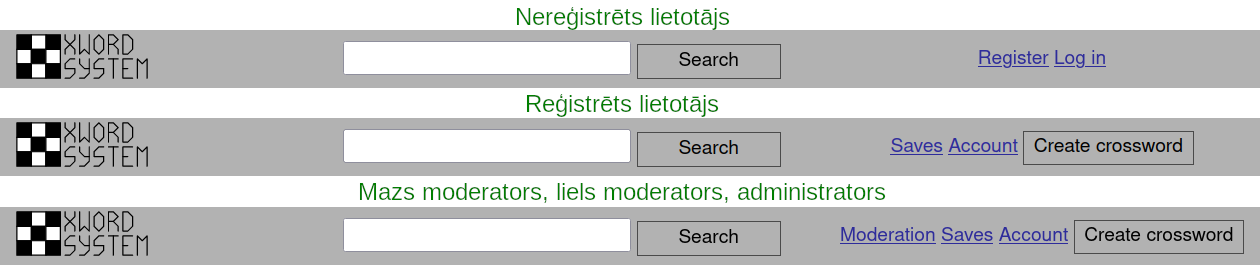 Nereģistrēts lietotājs
XWORD SYSTEM Search Register Log in
Reģistrēts lietotājs
XWORD SYSTEM Search Saves Account Create crossword
Mazs moderators, liels moderators, administrators
XWORD SYSTEM Search Moderation Saves Account Create crossword